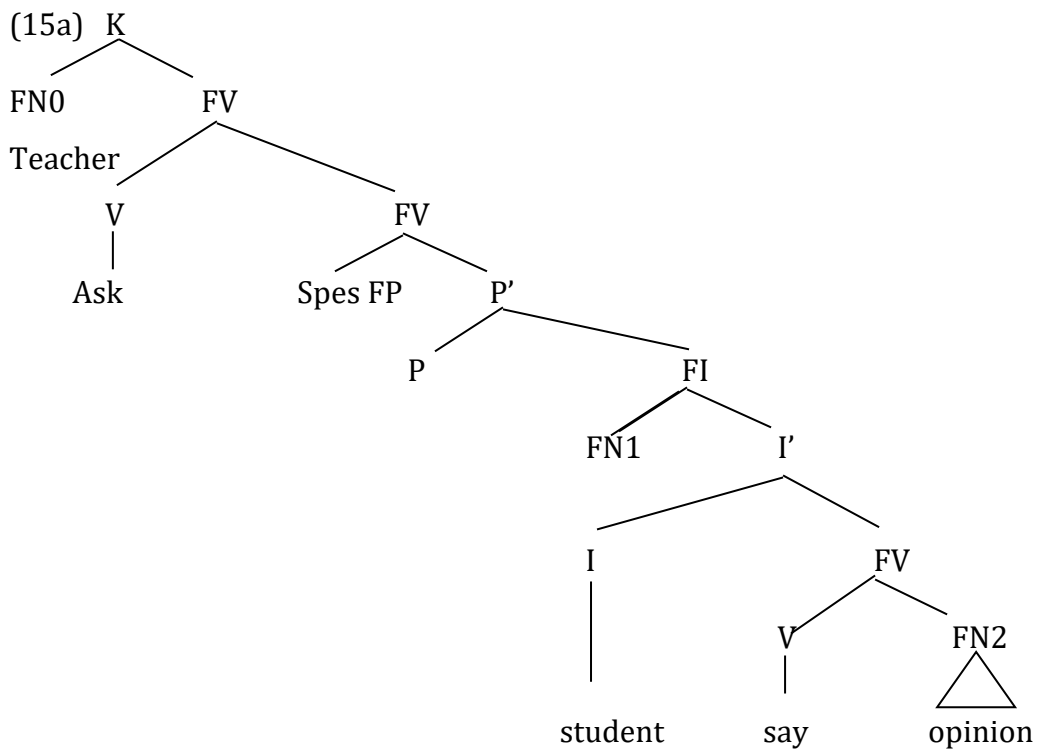 (15a) K
FN0 FV
Teacher
V FV
Ask Spes FP P’
P FI
FN1 I’
I FV
V FN2
student say opinion